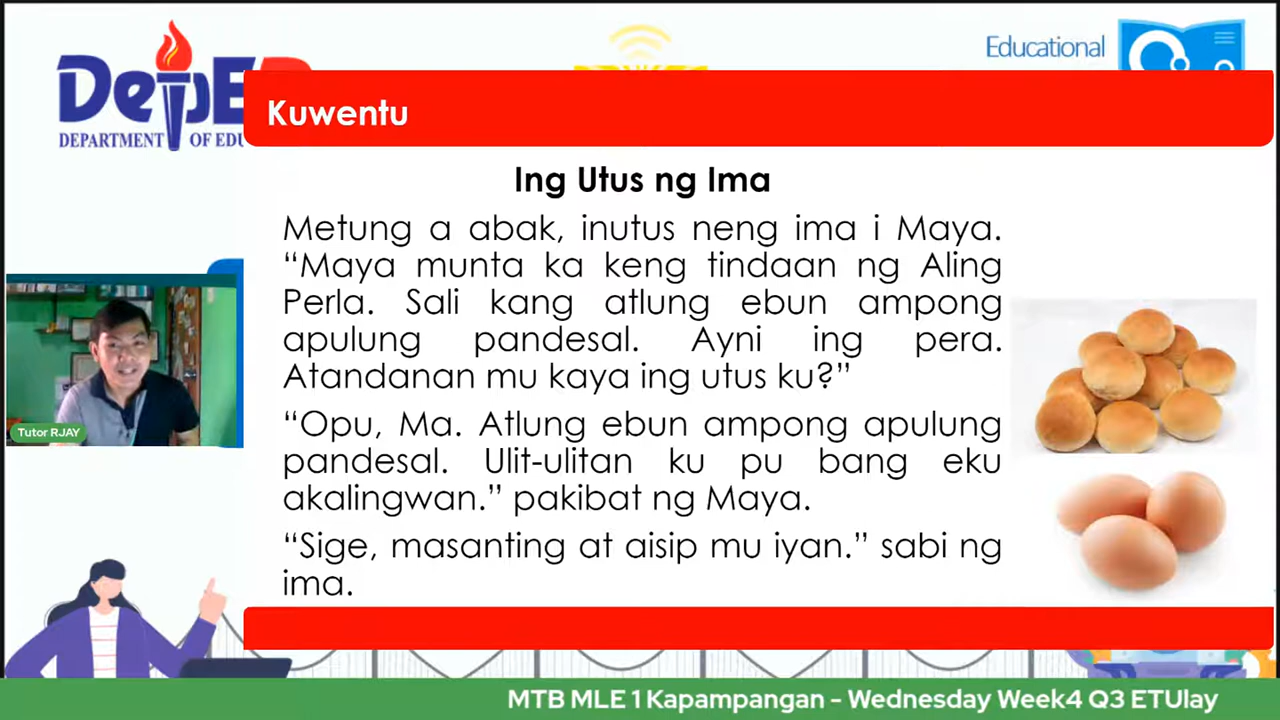 DepE
DEPARTMENT OF EDU
Educational
Kuwentu
Ing Utus ng Ima
Metung a abak, inutus neng ima i Maya.
“Maya munta ka keng tindaan ng Aling
Perla. Sali kang atlung ebun ampong
apulung pandesal. Ayni ing pera.
Atandanan mu kaya ing utus ku?”
“Opu, Ma. Atlung ebun ampong apulung
pandesal. Ulit-ulitan ku pu bang eku
akalingwan.” pakibat ng Maya.
“Sige, masanting at aisip mu iyan.” sabi ng
ima.
Tutor RJAY
MTB MLE 1 Kapampangan - Wednesday Week4 Q3 ETUlay